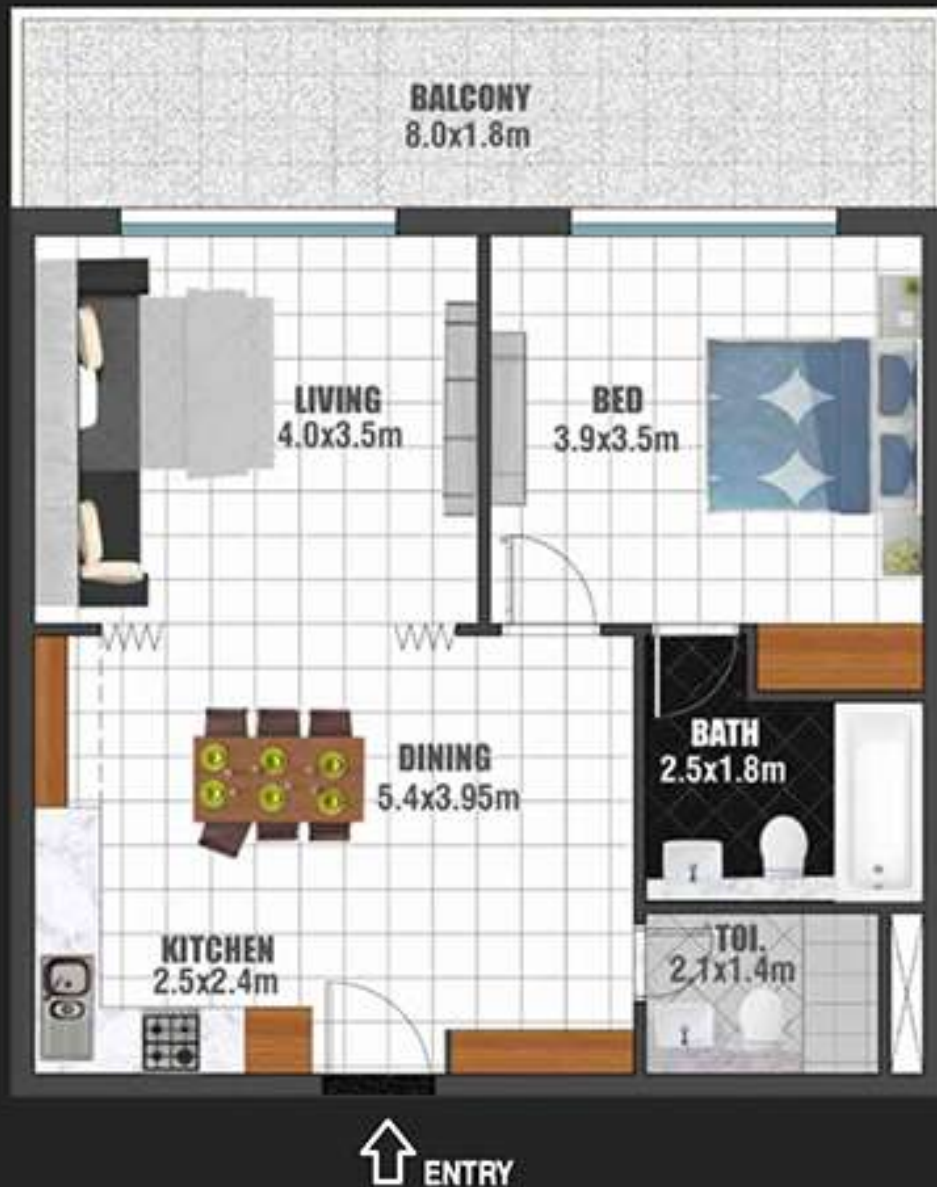 BALCONY
8.0x1.8m
LIVING
4.0x3.5m
BED
3.9x3.5m
DINING
5.4x3.95m
BATH
2.5x1.8m
KITCHEN
2.5x2.4m
TOI.
2.1x1.4m
ENTRY